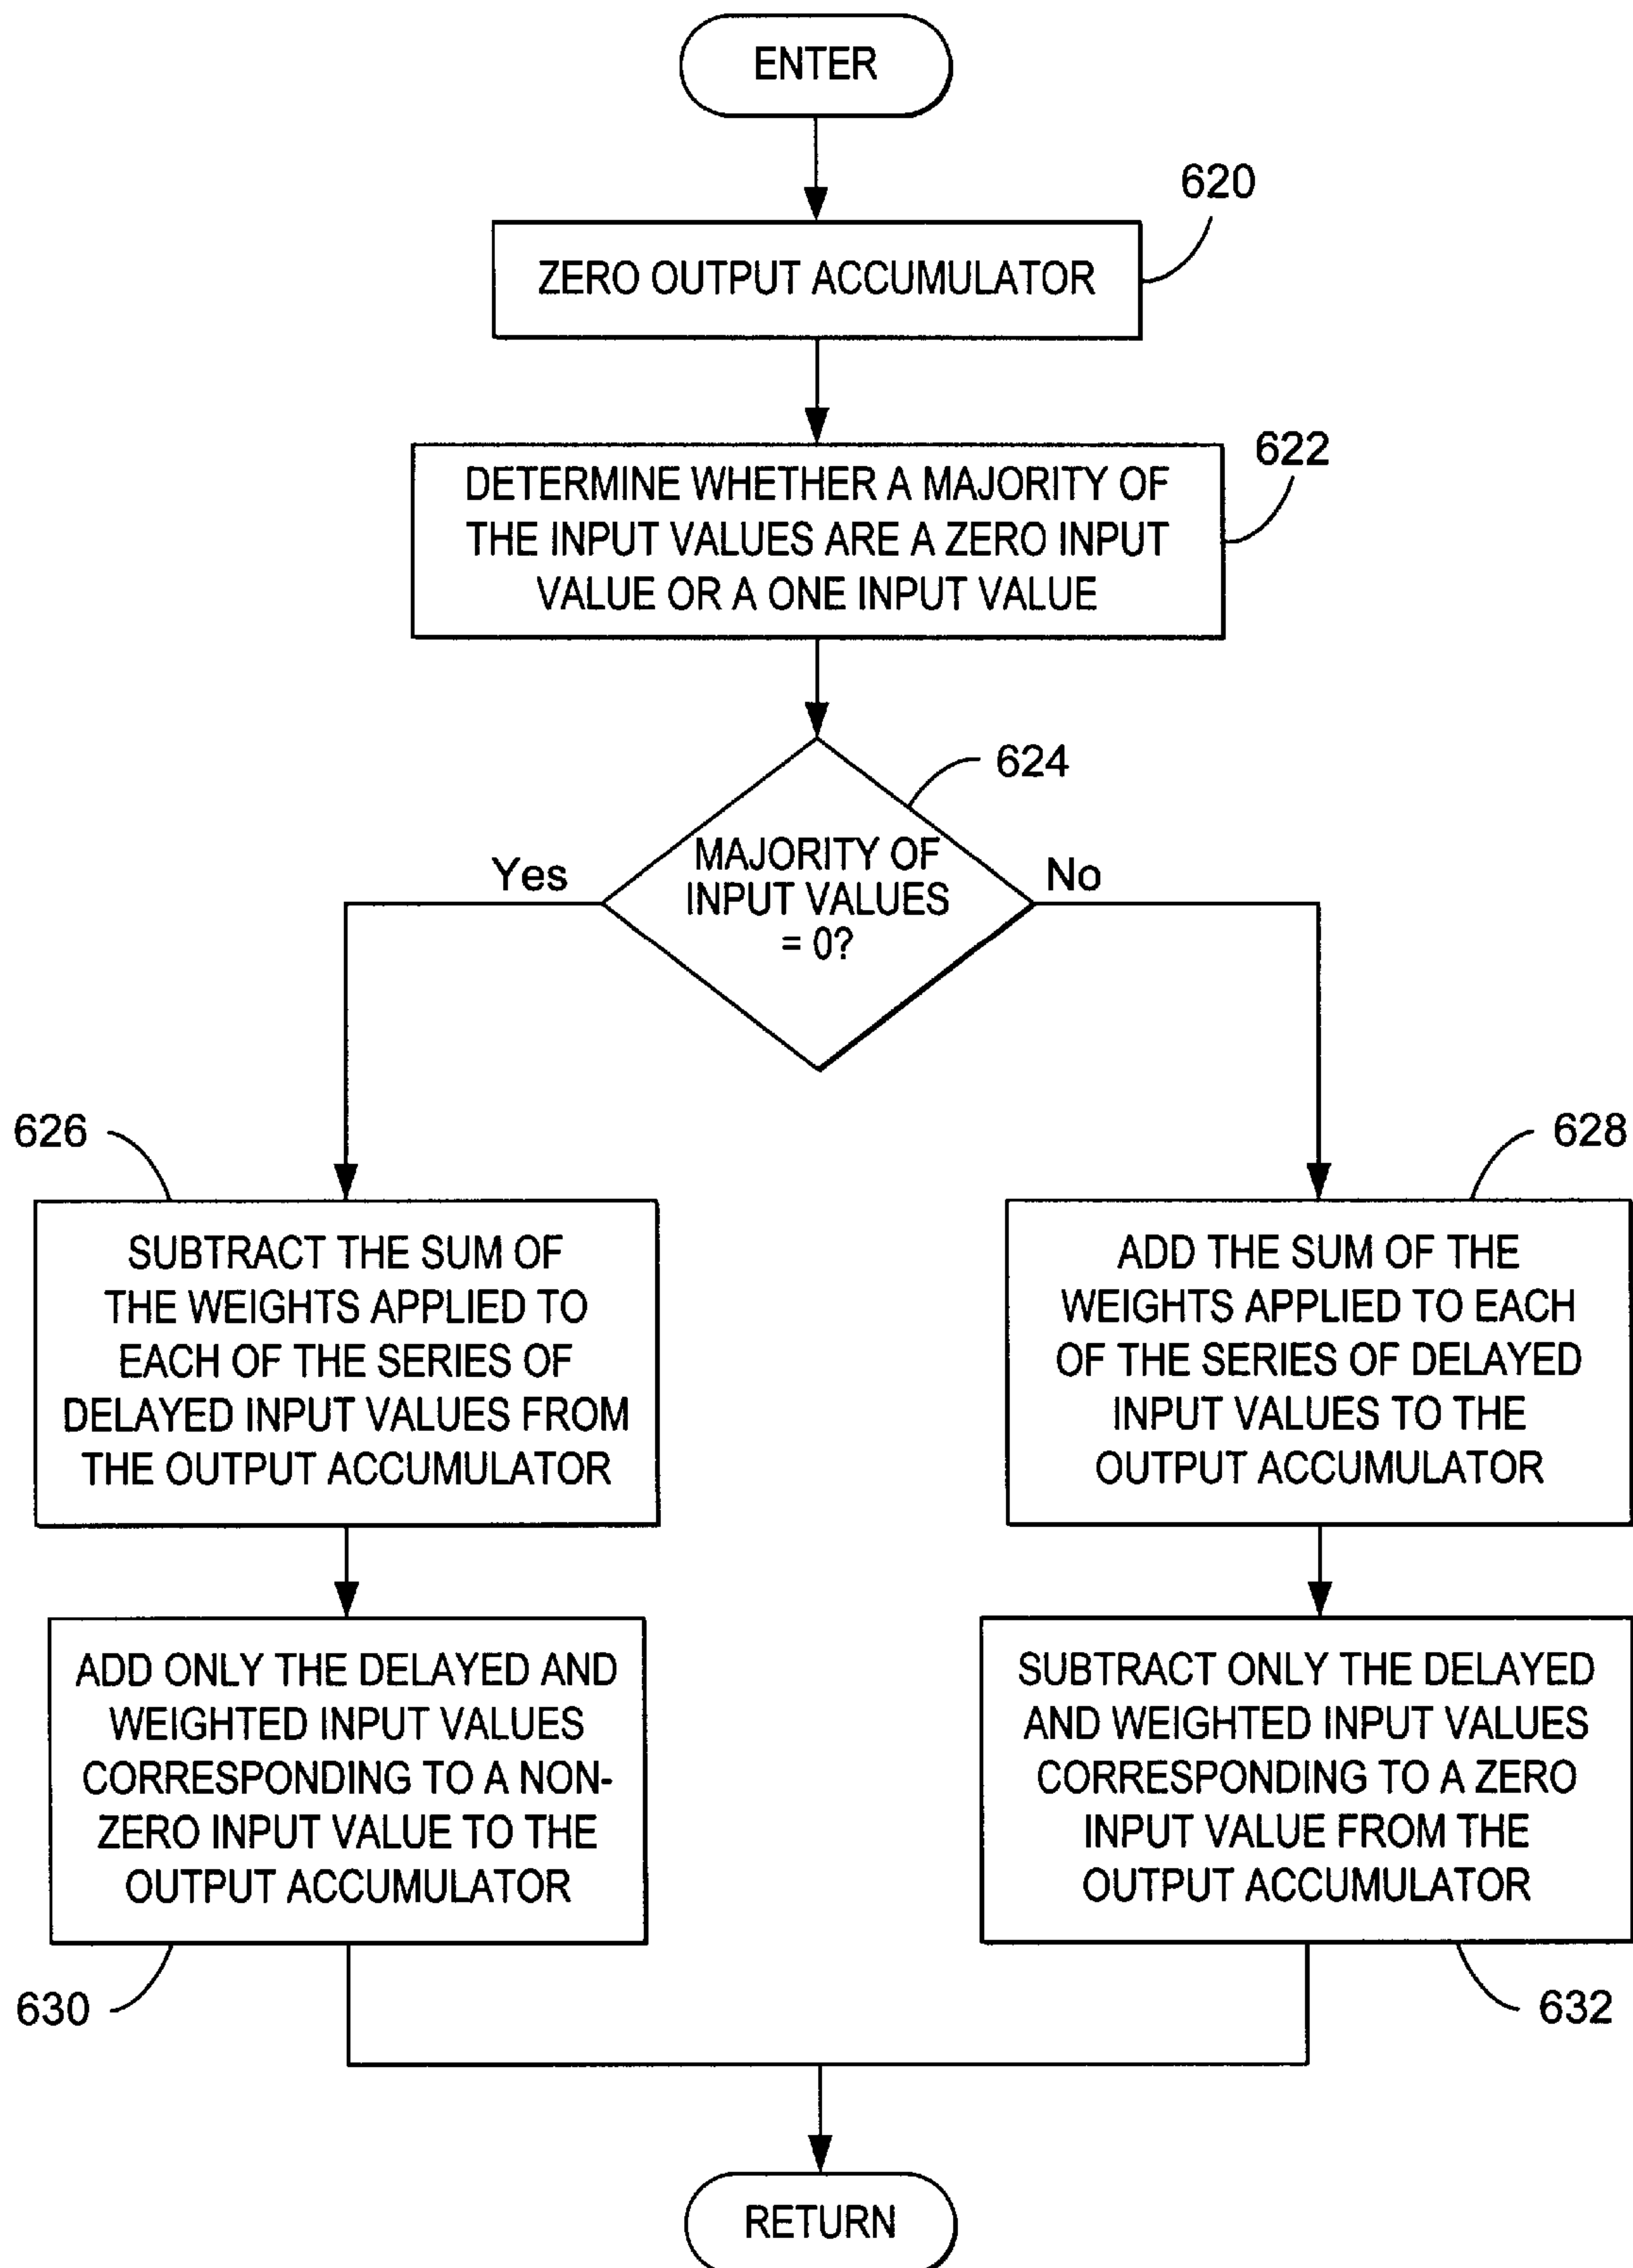 ENTER
620
ZERO OUTPUT ACCUMULATOR
622
DETERMINE WHETHER A MAJORITY OF
THE INPUT VALUES ARE A ZERO INPUT
VALUE OR A ONE INPUT VALUE
624
MAJORITY OF
INPUT VALUES
= 0?
Yes
No
626
SUBTRACT THE SUM OF
THE WEIGHTS APPLIED TO
EACH OF THE SERIES OF
DELAYED INPUT VALUES FROM
THE OUTPUT ACCUMULATOR
628
ADD THE SUM OF THE
WEIGHTS APPLIED TO EACH
OF THE SERIES OF DELAYED
INPUT VALUES TO THE
OUTPUT ACCUMULATOR
ADD ONLY THE DELAYED AND
WEIGHTED INPUT VALUES
CORRESPONDING TO A NON-
ZERO INPUT VALUE TO THE
OUTPUT ACCUMULATOR
630
SUBTRACT ONLY THE DELAYED
AND WEIGHTED INPUT VALUES
CORRESPONDING TO A ZERO
INPUT VALUE FROM THE
OUTPUT ACCUMULATOR
632
RETURN